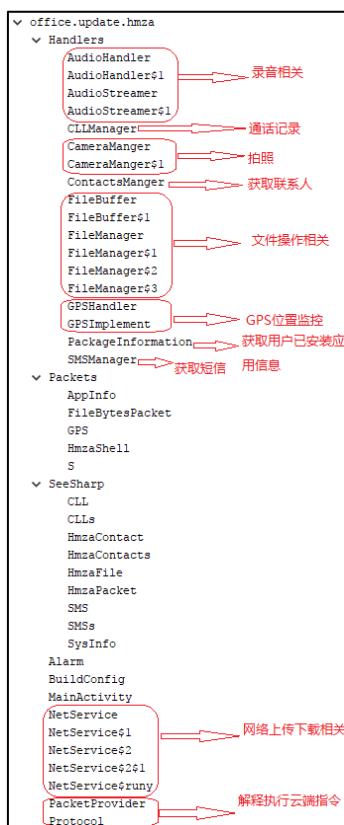 office.update.hmza
Handlers
AudioHandler
AudioHandler$1
录音相关
AudioStreamer
AudioStreamer$1
CLLManager
通话记录
CameraManger
拍照
CameraManger$1
ContactsManger
获取联系人
FileBuffer
FileBuffer$1
FileManager
文件操作相关
FileManager$1
FileManager$2
FileManager$3
GPSHandler
GPSImplement
GPS位置监控
PackageInformation
获取用户已安装应
用信息
SMSManager
获取短信
Packets
AppInfo
FileBytesPacket
GPS
HmzaShell
S
SeeSharp
CLL
CLLs
HmzaContact
HmzaContacts
HmzaFile
HmzaPacket
SMS
SMSs
SysInfo
Alarm
BuildConfig
MainActivity
NetService
NetService$1
网络上传下载相关
NetService$2
NetService$2$1
NetService$runy
PacketProvider
解释执行云端指令
Protocol